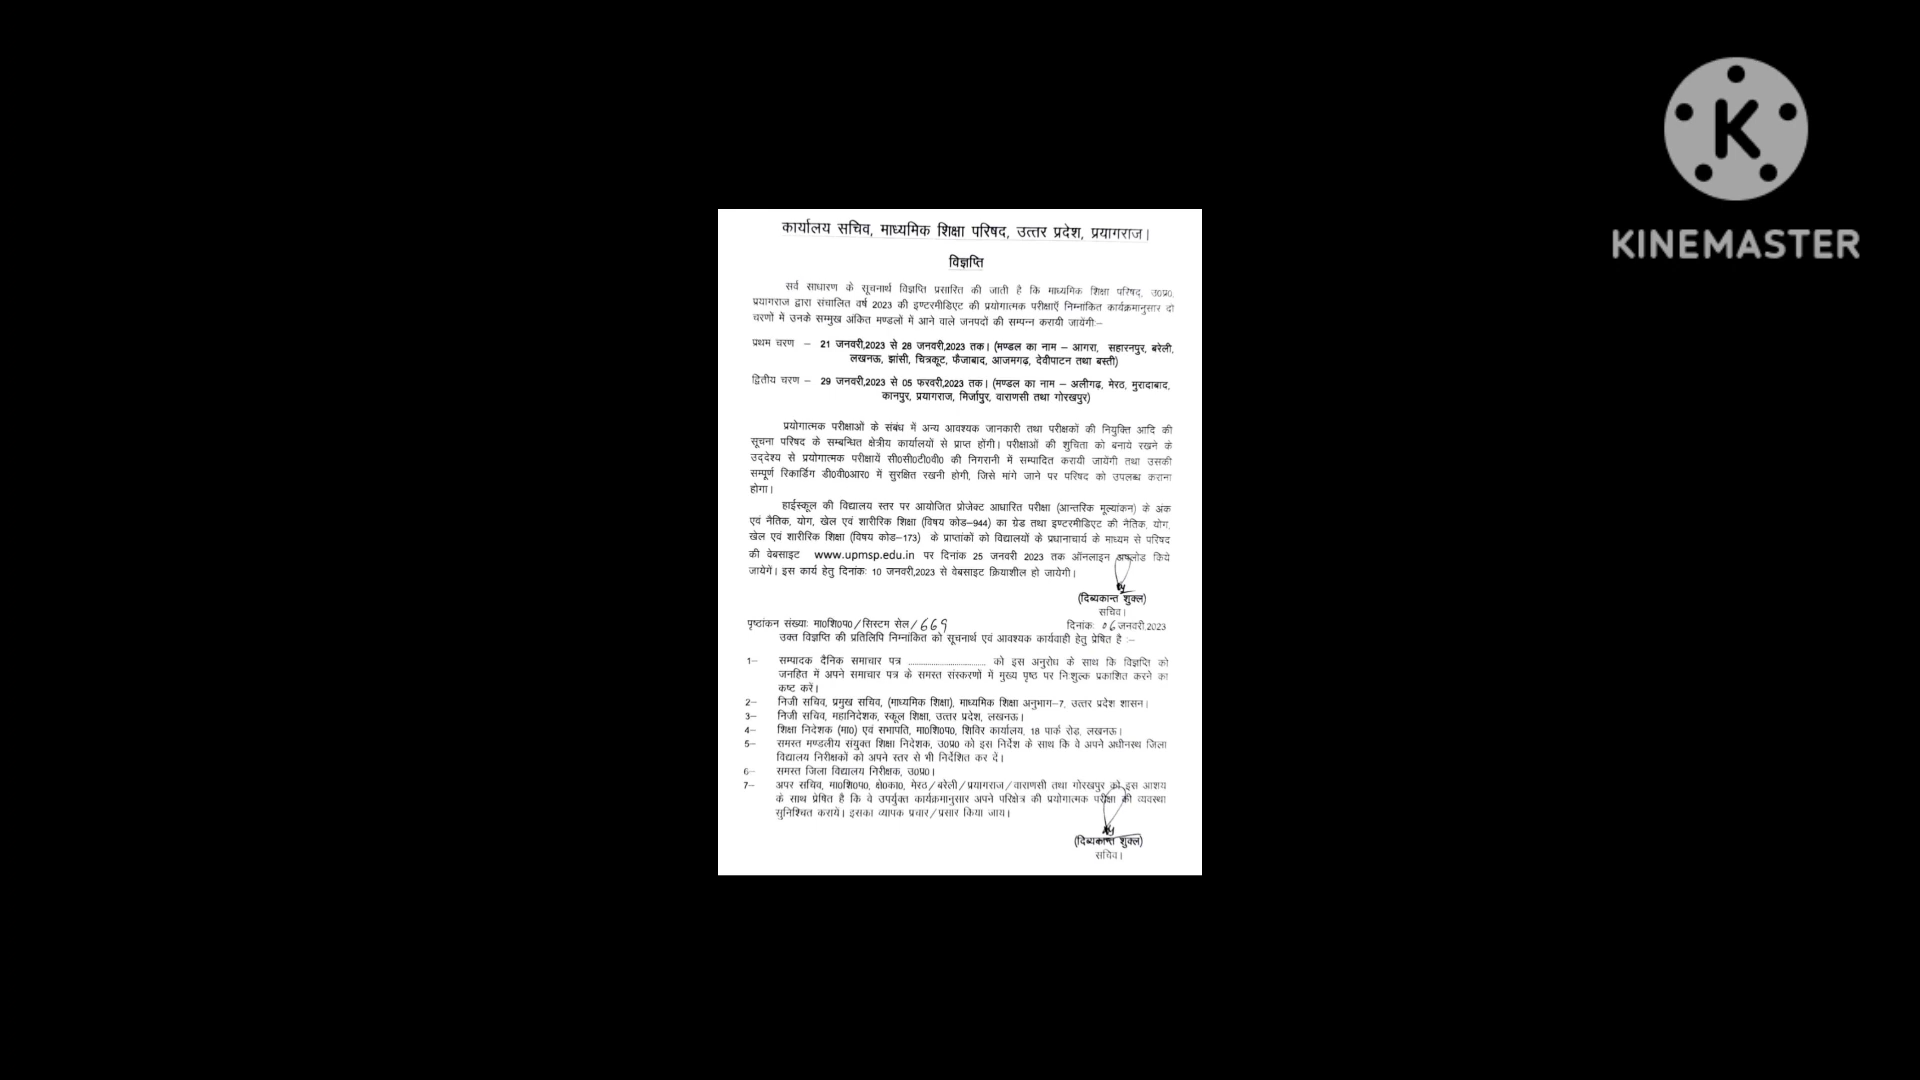 KINEMASTER
कार्यालय सचिव, माध्यमिक शिक्षा परिषद, उत्तर प्रदेश, प्रयागराज।
विज्ञप्ति
सर्व साधारण के सूचनार्थ विज्ञप्ति प्रसारित की जाती है कि माध्यमिक शिक्षा परिषद, उ0प्र0,
प्रयागराज द्वारा संचालित वर्ष 2023 की इण्टरमीडिएट की प्रयोगात्मक परीक्षाएँ निम्नांकित कार्यक्रमानुसार दो
चरणों में उनके सम्मुख अंकित मण्डलों में आने वाले जनपदों की सम्पन्न करायी जायेंगी:–
प्रथम चरण – 21 जनवरी,2023 से 28 जनवरी,2023 तक। (मण्डल का नाम – आगरा, सहारनपुर, बरेली,
लखनऊ, झांसी, चित्रकूट, फैजाबाद, आजमगढ़, देवीपाटन तथा बस्ती)
द्वितीय चरण – 29 जनवरी,2023 से 05 फरवरी,2023 तक। (मण्डल का नाम – अलीगढ़, मेरठ, मुरादाबाद,
कानपुर, प्रयागराज, मिर्जापुर, वाराणसी तथा गोरखपुर)
प्रयोगात्मक परीक्षाओं के संबंध में अन्य आवश्यक जानकारी तथा परीक्षकों की नियुक्ति आदि की
सूचना परिषद के सम्बन्धित क्षेत्रीय कार्यालयों से प्राप्त होंगी। परीक्षाओं की शुचिता को बनाये रखने के
उद्देश्य से प्रयोगात्मक परीक्षायें सी0सी0टी0वी0 की निगरानी में सम्पादित करायी जायेंगी तथा उसकी
सम्पूर्ण रिकार्डिंग डी0वी0आर0 में सुरक्षित रखनी होगी, जिसे मांगे जाने पर परिषद को उपलब्ध कराना
होगा।
हाईस्कूल की विद्यालय स्तर पर आयोजित प्रोजेक्ट आधारित परीक्षा (आन्तरिक मूल्यांकन) के अंक
एवं नैतिक, योग, खेल एवं शारीरिक शिक्षा (विषय कोड–944) का ग्रेड तथा इण्टरमीडिएट की नैतिक, योग,
खेल एवं शारीरिक शिक्षा (विषय कोड–173) के प्राप्तांकों को विद्यालयों के प्रधानाचार्य के माध्यम से परिषद
की वेबसाइट www.upmsp.edu.in पर दिनांक 25 जनवरी 2023 तक ऑनलाइन अपलोड किये
जायेगें। इस कार्य हेतु दिनांक: 10 जनवरी,2023 से वेबसाइट क्रियाशील हो जायेगी।
(दिब्यकान्त शुक्ल)
सचिव।
पृष्ठांकन संख्या: मा0शि0प0/सिस्टम सेल/669 दिनांक: 06 जनवरी,2023
उक्त विज्ञप्ति की प्रतिलिपि निम्नांकित को सूचनार्थ एवं आवश्यक कार्यवाही हेतु प्रेषित है :–
1– सम्पादक दैनिक समाचार पत्र .................................. को इस अनुरोध के साथ कि विज्ञप्ति को
जनहित में अपने समाचार पत्र के समस्त संस्करणों में मुख्य पृष्ठ पर नि:शुल्क प्रकाशित करने का
कष्ट करें।
2– निजी सचिव, प्रमुख सचिव, (माध्यमिक शिक्षा), माध्यमिक शिक्षा अनुभाग–7, उत्तर प्रदेश शासन।
3– निजी सचिव, महानिदेशक, स्कूल शिक्षा, उत्तर प्रदेश, लखनऊ।
4– शिक्षा निदेशक (मा0) एवं सभापति, मा0शि0प0, शिविर कार्यालय, 18 पार्क रोड, लखनऊ।
5– समस्त मण्डलीय संयुक्त शिक्षा निदेशक, उ0प्र0 को इस निर्देश के साथ कि वे अपने अधीनस्थ जिला
विद्यालय निरीक्षकों को अपने स्तर से भी निर्देशित कर दें।
6– समस्त जिला विद्यालय निरीक्षक, उ0प्र0।
7– अपर सचिव, मा0शि0प0, क्षे0का0, मेरठ/बरेली/प्रयागराज/वाराणसी तथा गोरखपुर को इस आशय
के साथ प्रेषित है कि वे उपर्युक्त कार्यक्रमानुसार अपने परिक्षेत्र की प्रयोगात्मक परीक्षा की व्यवस्था
सुनिश्चित करायें। इसका व्यापक प्रचार/प्रसार किया जाय।
(दिब्यकान्त शुक्ल)
सचिव।